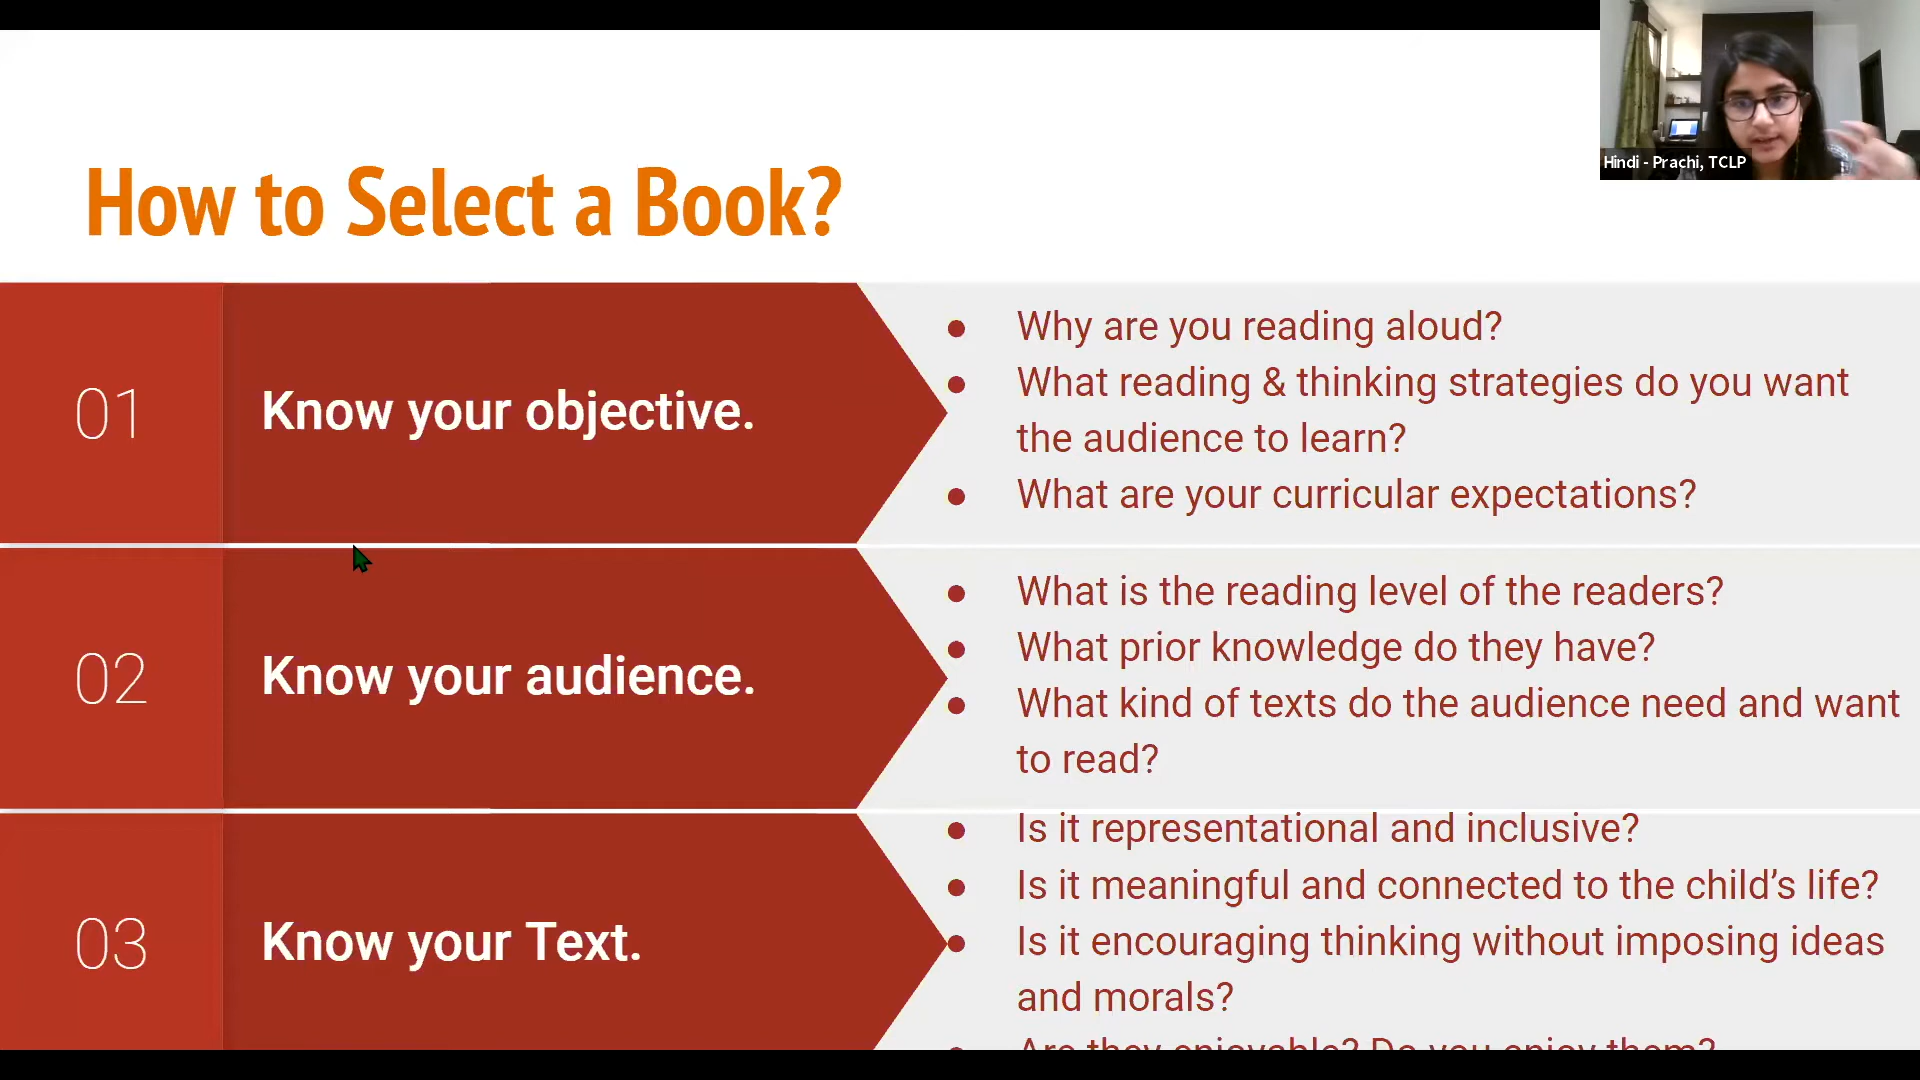 Hindi - Prachi, TCLP
How to Select a Book?
01
Know your objective.
● Why are you reading aloud?
● What reading & thinking strategies do you want
the audience to learn?
● What are your curricular expectations?
02
Know your audience.
● What is the reading level of the readers?
● What prior knowledge do they have?
● What kind of texts do the audience need and want
to read?
03
Know your Text.
● Is it representational and inclusive?
● Is it meaningful and connected to the child’s life?
● Is it encouraging thinking without imposing ideas
and morals?
● Are they enjoyable? Do you enjoy them?